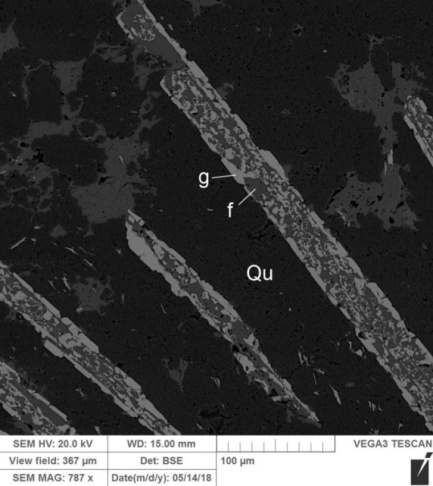 g
f
Qu
SEM HV: 20.0 kV WD: 15.00 mm VEGA3 TESCAN
View field: 367 µm Det: BSE 100 µm
SEM MAG: 787 x Date(m/d/y): 05/14/18